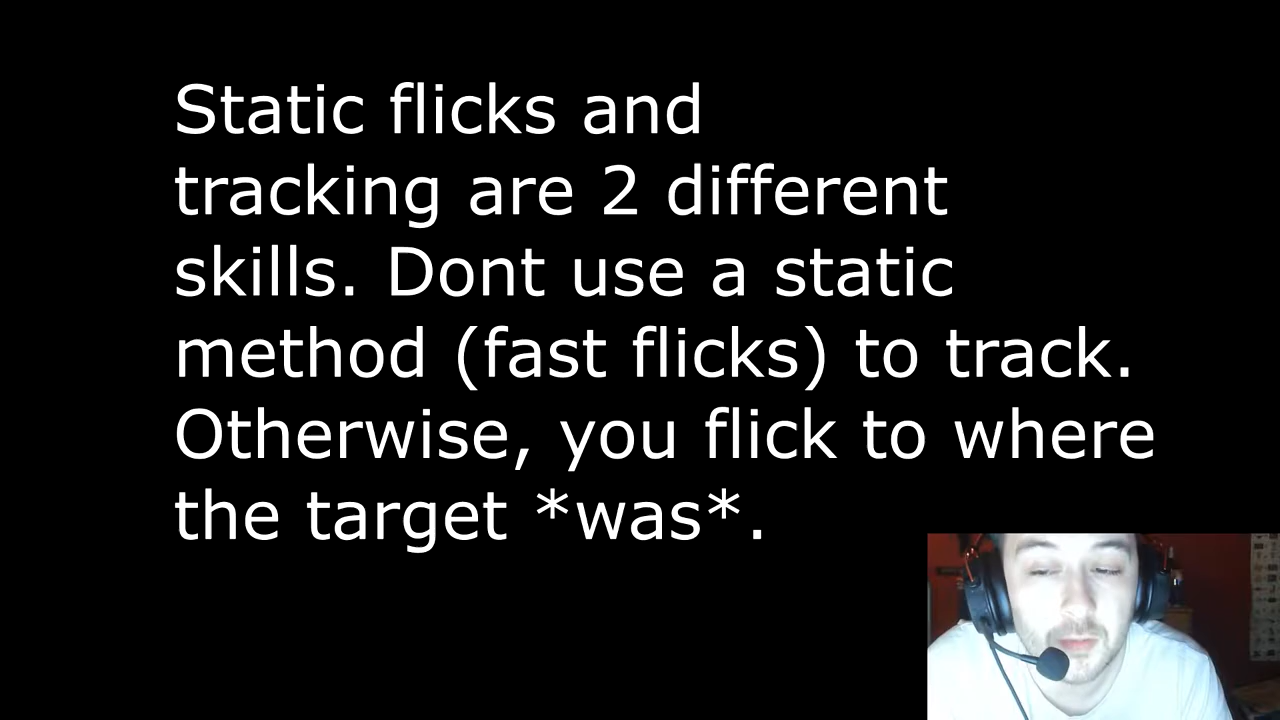 Static flicks and
tracking are 2 different
skills. Dont use a static
method (fast flicks) to track.
Otherwise, you flick to where
the target *was*.